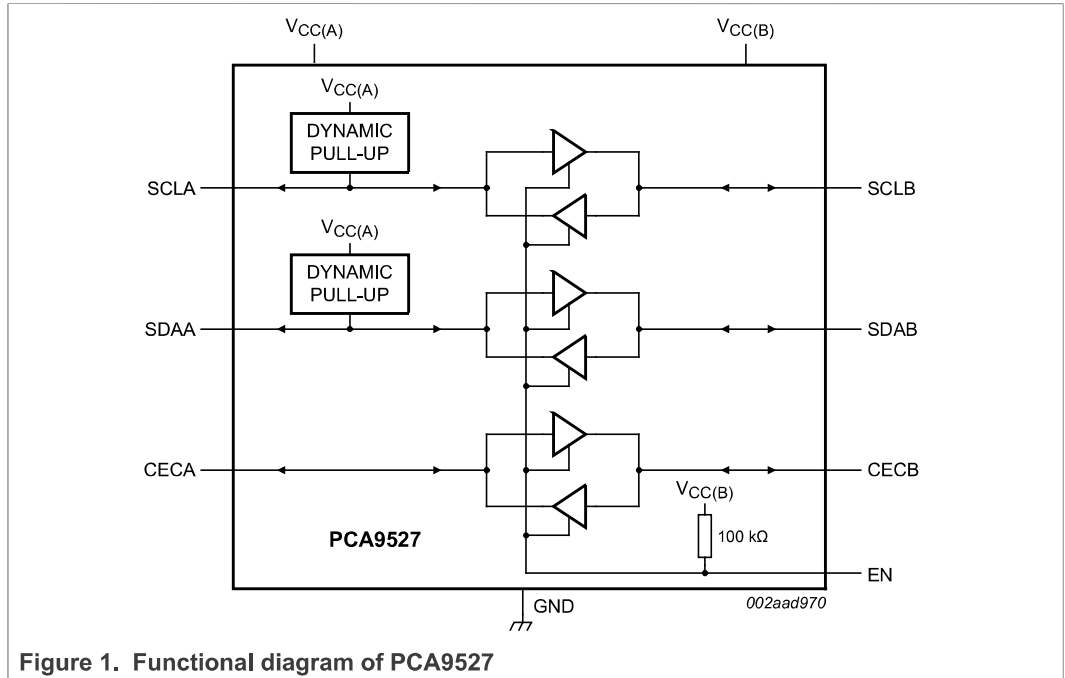 VCC(A)
VCC(B)
VCC(A)
DYNAMIC
PULL-UP
SCLA
SCLB
VCC(A)
DYNAMIC
PULL-UP
SDAA
SDAB
CECA
CECB
VCC(B)
100 kΩ
PCA9527
EN
GND
002aad970
Figure 1. Functional diagram of PCA9527